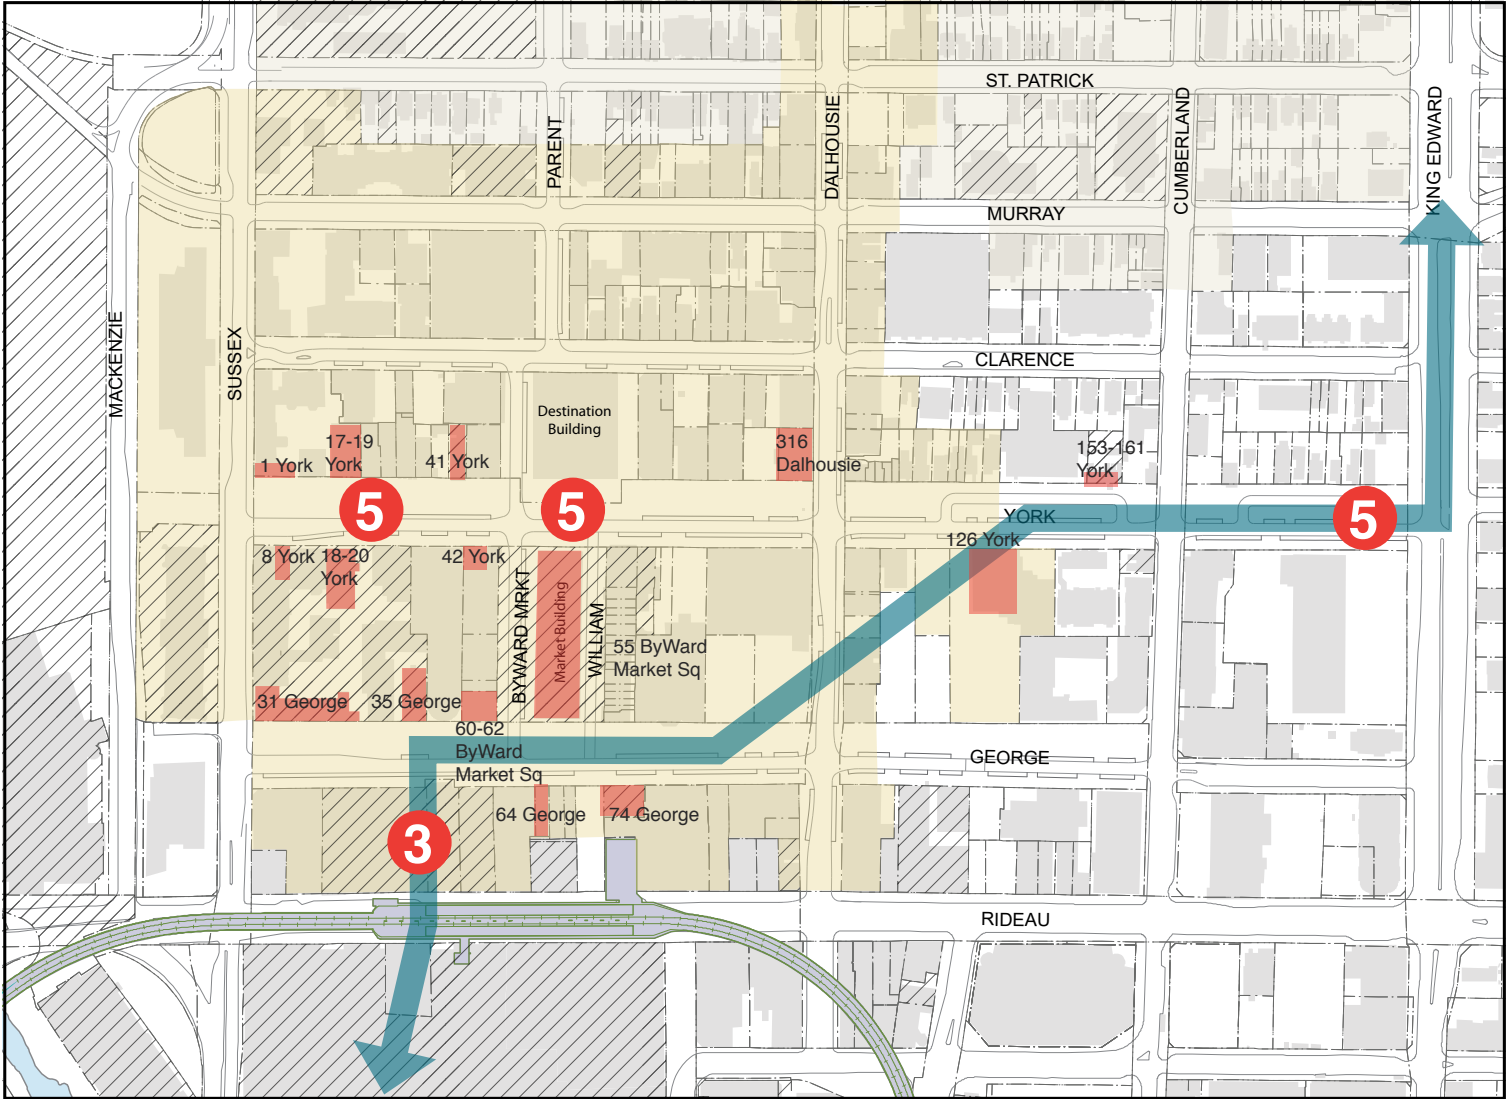 ST. PATRICK
PARENT
DALHOUSIE
CUMBERLAND
KING EDWARD
MURRAY
MACKENZIE
SUSSEX
CLARENCE
Destination
Building
17-19
York
1 York
41 York
316
Dalhousie
153-161
York
5
5
5
YORK
126 York
8 York
18-20
York
42 York
BYWARD MRKT
Market Building
WILLIAM
55 ByWard
Market Sq
31 George
35 George
60-62
ByWard
Market Sq
GEORGE
64 George
74 George
3
RIDEAU